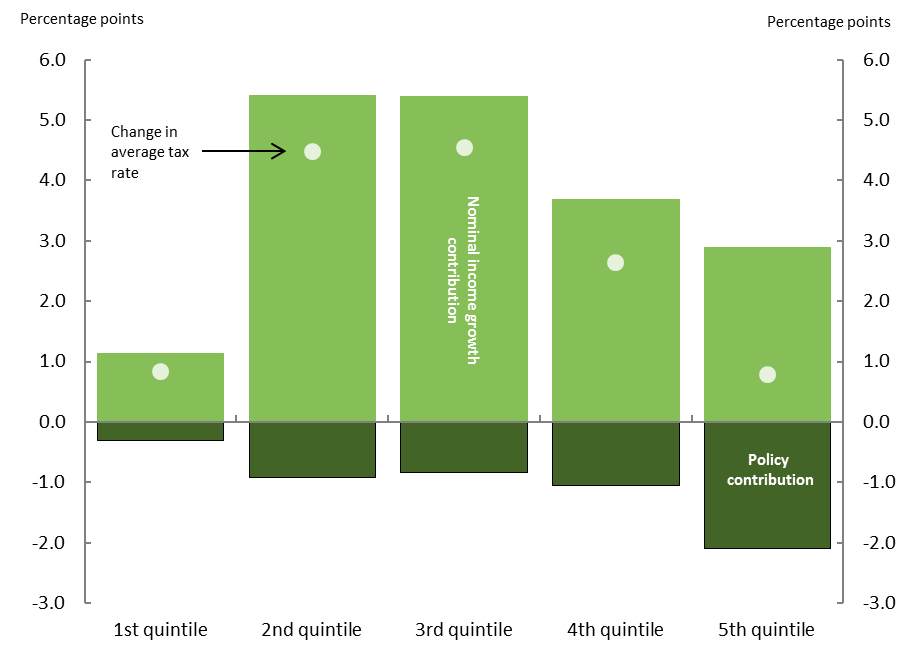 Percentage points
Percentage points
6.0
5.0
4.0
3.0
2.0
1.0
0.0
-1.0
-2.0
-3.0
Change in
average tax
rate
Nominal income growth
contribution
Policy
contribution
6.0
5.0
4.0
3.0
2.0
1.0
0.0
-1.0
-2.0
-3.0
1st quintile
2nd quintile
3rd quintile
4th quintile
5th quintile